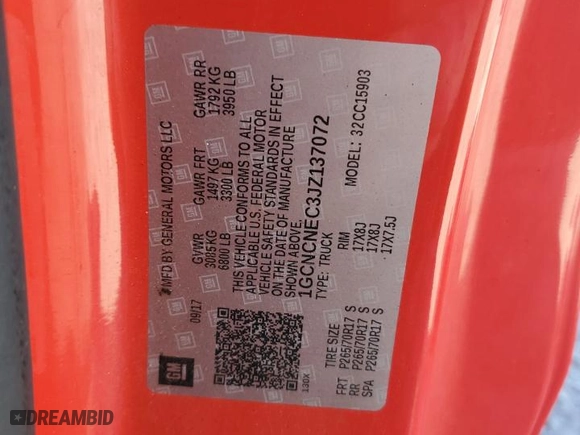 MFD BY GENERAL MOTORS LLC
09/17
GVWR GAWR FRT GAWR RR
3085KG 1497 KG 1792 KG
6800 LB 3300 LB 3950 LB
THIS VEHICLE CONFORMS TO ALL
APPLICABLE U.S. FEDERAL MOTOR
VEHICLE SAFETY STANDARDS IN EFFECT
ON THE DATE OF MANUFACTURE
SHOWN ABOVE.
1GCNCNEC3JZ137072
TYPE: TRUCK MODEL: 32CC15903
GM
130X
TIRE SIZE RIM
FRT P265/70R17 S 17X8J
RR P265/70R17 S 17X8J
SPA P265/70R17 S 17X7.5J
DREAMBID